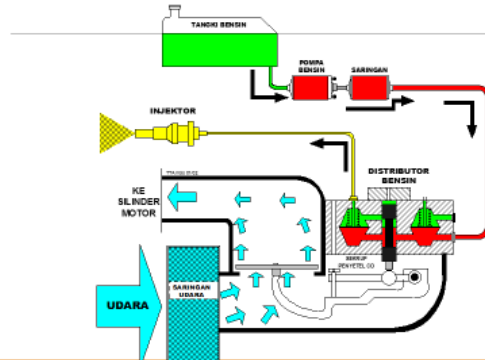 TANGKI BENSIN
POMPA
BENSIN
SARINGAN
INJEKTOR
DISTRIBUTOR
BENSIN
KE
SILINDER
MOTOR
SEKRUP
PENYETEL CO
SARINGAN
UDARA
UDARA